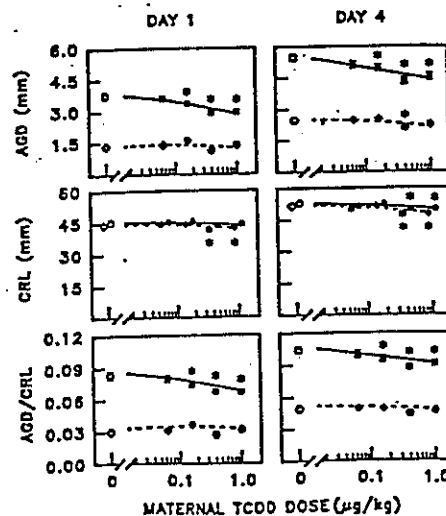 DAY 1 DAY 4
AGD (mm)
6.0
4.5
3.0
1.5
CRL (mm)
60
45
30
15
AGD/CRL
0.12
0.09
0.06
0.03
0.00
0 0.1 1.0 0 0.1 1.0
MATERNAL TCDD DOSE (µg/kg)